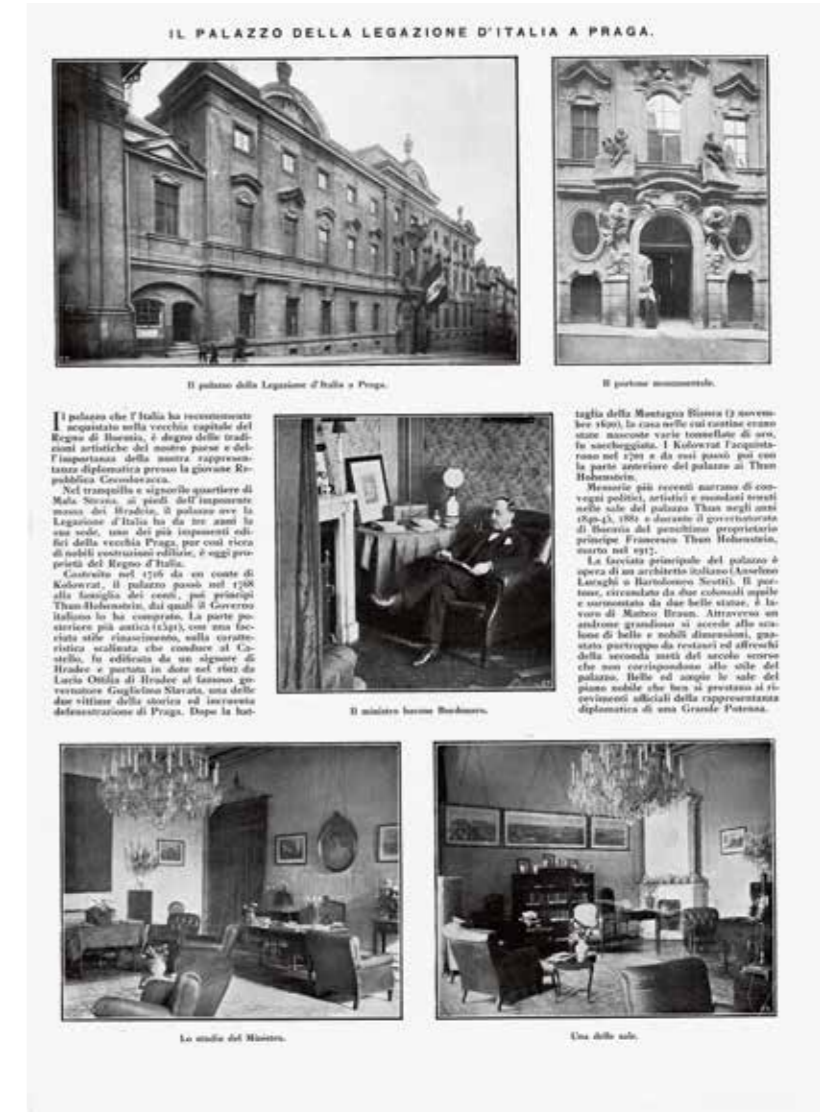 IL PALAZZO DELLA LEGAZIONE D'ITALIA A PRAGA.
Il palazzo della Legazione d'Italia a Praga.
Il portone monumentale.
Il palazzo che l'Italia ha recentemente
acquistato nella vecchia capitale del
Regno di Boemia, è degno delle tradi-
zioni artistiche del nostro paese e del-
l'importanza della nostra rappresen-
tanza diplomatica presso la giovane Re-
pubblica Cecoslovacca.
Nel tranquillo e signorile quartiere di
Mala Strana, ai piedi dell'imponente
massa dei Hradcin, il palazzo ove la
Legazione d'Italia ha da tre anni la
sua sede, uno dei più imponenti edi-
fici della vecchia Praga, pur così ricca
di nobili costruzioni edilizie, è oggi pro-
prietà del Regno d'Italia.
Costruito nel 1716 da un conte di
Kolowrat, il palazzo passò nel 1768
alla famiglia dei conti, poi principi
Thun-Hohenstein, dai quali il Governo
italiano lo ha comprato. La parte po-
steriore più antica
con una fac-
ciata stile rinascimento, sulla caratte-
ristica scalinata che conduce al Ca-
stello, fu edificata da un signore di
Hradec e portata in dote nel 1602 da
Lucia Ottilia di Hradec al famoso go-
vernatore Guglielmo Slavata, una delle
due vittime della storica ed incruenta
defenestrazione di Praga. Dopo la bat-
Il ministro barone Bordonaro.
taglia della Montagna Bianca
novem-
bre 1620), la casa nelle cui cantine erano
state nascoste varie tonnellate di oro,
fu saccheggiata. I Kolowrat l'acquista-
rono nel 1701 e da essi passò poi con
la parte anteriore del palazzo ai Thun
Hohenstein.
Memorie più recenti narrano di con-
vegni politici, artistici e mondani tenuti
nelle sale del palazzo Thun negli anni
1881 e durante il governatorato
di Boemia del penultimo proprietario
principe Francesco Thun Hohenstein,
morto nel 1917.
La facciata principale del palazzo è
opera di un architetto italiano (Anselmo
Luraghi o Bartolomeo Scotti). Il por-
tone, circondato da due colossali aquile
e sormontato da due belle statue, è la-
voro di Matteo Braun. Attraverso un
androne grandioso si accede allo sca-
lone di belle e nobili dimensioni, gua-
stato purtroppo da restauri ed affreschi
della seconda metà del secolo scorso
che non corrispondono allo stile del
palazzo. Belle ed ampie le sale del
piano nobile che ben si prestano ai ri-
cevimenti ufficiali della rappresentanza
diplomatica di una Grande Potenza.
Lo studio del Ministro.
Una delle sale.